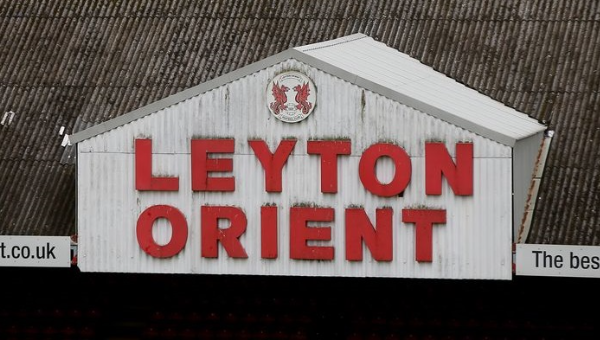 LEYTON
ORIENT
t.co.uk
The bes